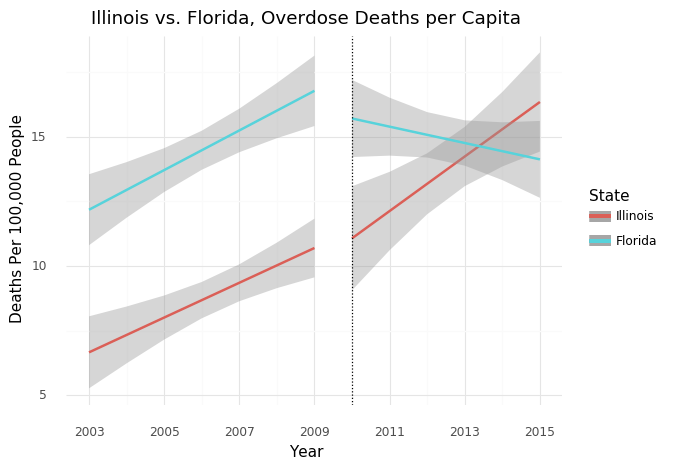 Illinois vs. Florida, Overdose Deaths per Capita
Deaths Per 100,000 People
15
10
5
2003 2005 2007 2009 2011 2013 2015
Year
State
Illinois
Florida